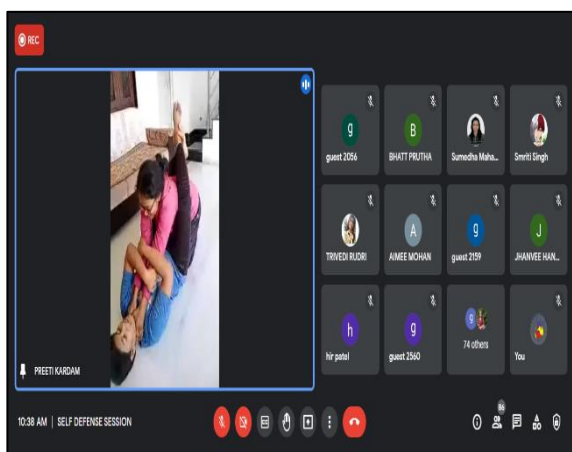 REC
g
guest 2056
B
BHATT PRUTHA
Sumedha Maha...
Smriti Singh
TRIVEDI RUDRI
A
AIMEE MOHAN
g
guest 2159
J
JHANVEE HAN...
h
hir patel
g
guest 2560
g
74 others
You
PREETI KARDAM
10:38 AM | SELF DEFENSE SESSION
86